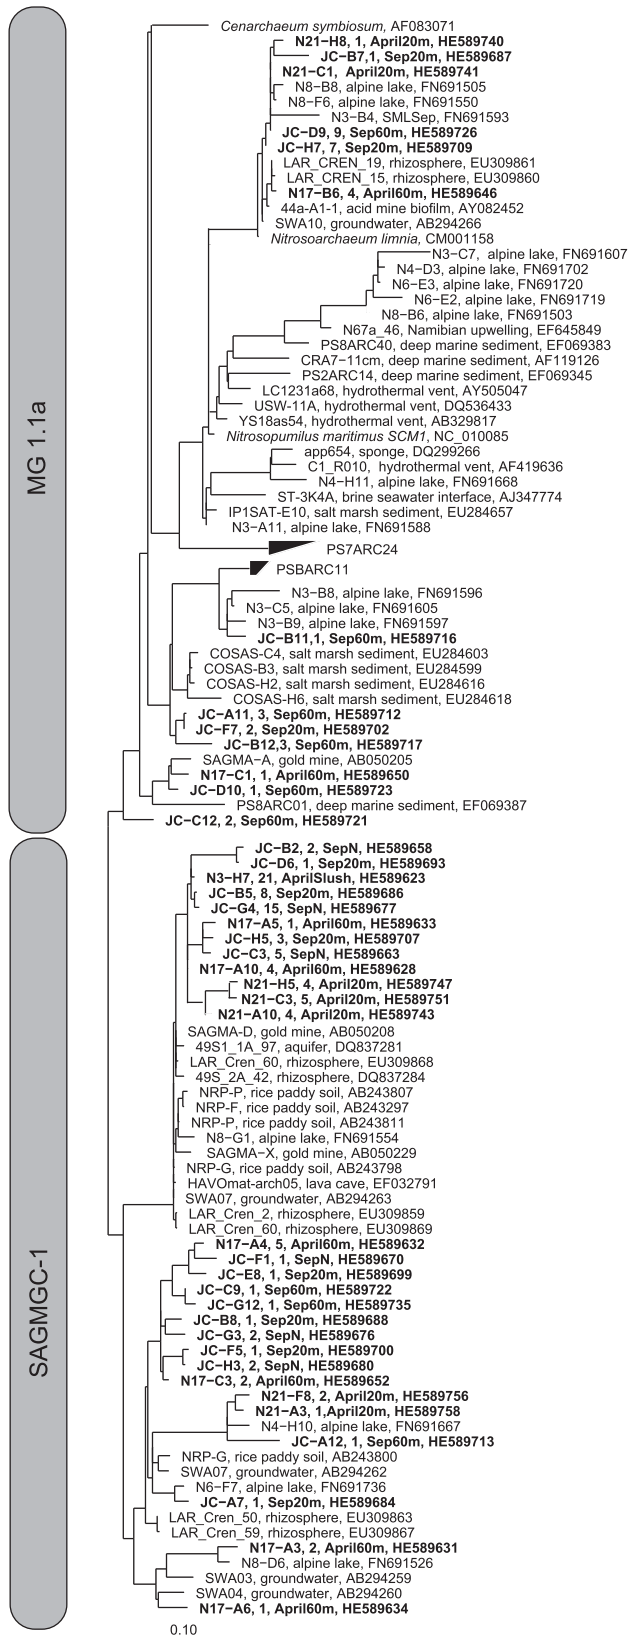 Cenarchaeum symbiosum, AF083071
N21−H8, 1, April20m, HE589740
JC−B7,1, Sep20m, HE589687
N21−C1, April20m, HE589741
N8−B8, alpine lake, FN691505
N8−F6, alpine lake, FN691550
N3−B4, SMLSep, FN691593
JC−D9, 9, Sep60m, HE589726
JC−H7, 7, Sep20m, HE589709
LAR_CREN_19, rhizosphere, EU309861
LAR_CREN_15, rhizosphere, EU309860
N17−B6, 4, April60m, HE589646
44a-A1-1, acid mine biofilm, AY082452
SWA10, groundwater, AB294266
Nitrosoarchaeum limnia, CM001158
N3−C7, alpine lake, FN691607
N4−D3, alpine lake, FN691702
N6−E3, alpine lake, FN691720
N6−E2, alpine lake, FN691719
N8−B6, alpine lake, FN691503
N67a_46, Namibian upwelling, EF645849
PS8ARC40, deep marine sediment, EF069383
CRA7−11cm, deep marine sediment, AF119126
PS2ARC14, deep marine sediment, EF069345
LC1231a68, hydrothermal vent, AY505047
USW-11A, hydrothermal vent, DQ536433
YS18as54, hydrothermal vent, AB329817
Nitrosopumilus maritimus SCM1, NC_010085
app654, sponge, DQ299266
C1_R010, hydrothermal vent, AF419636
N4−H11, alpine lake, FN691668
ST-3K4A, brine seawater interface, AJ347774
IP1SAT-E10, salt marsh sediment, EU284657
N3−A11, alpine lake, FN691588
PS7ARC24
PSBARC11
N3−B8, alpine lake, FN691596
N3−C5, alpine lake, FN691605
N3−B9, alpine lake, FN691597
JC−B11,1, Sep60m, HE589716
COSAS-C4, salt marsh sediment, EU284603
COSAS-B3, salt marsh sediment, EU284599
COSAS-H2, salt marsh sediment, EU284616
COSAS-H6, salt marsh sediment, EU284618
JC−A11, 3, Sep60m, HE589712
JC−F7, 2, Sep20m, HE589702
JC−B12,3, Sep60m, HE589717
SAGMA−A, gold mine, AB050205
N17−C1, 1, April60m, HE589650
JC−D10, 1, Sep60m, HE589723
PS8ARC01, deep marine sediment, EF069387
JC−C12, 2, Sep60m, HE589721
MG 1.1a
JC−B2, 2, SepN, HE589658
JC−D6, 1, Sep20m, HE589693
N3−H7, 21, AprilSlush, HE589623
JC−B5, 8, Sep20m, HE589686
JC−G4, 15, SepN, HE589677
N17−A5, 1, April60m, HE589633
JC−H5, 3, Sep20m, HE589707
JC−C3, 5, SepN, HE589663
N17−A10, 4, April60m, HE589628
N21−H5, 4, April20m, HE589747
N21−C3, 5, April20m, HE589751
N21−A10, 4, April20m, HE589743
SAGMA-D, gold mine, AB050208
49S1_1A_97, aquifer, DQ837281
LAR_Cren_60, rhizosphere, EU309868
49S_2A_42, rhizosphere, DQ837284
NRP-P, rice paddy soil, AB243807
NRP−F, rice paddy soil, AB243297
NRP-P, rice paddy soil, AB243811
N8−G1, alpine lake, FN691554
SAGMA−X, gold mine, AB050229
NRP-G, rice paddy soil, AB243798
HAVOmat-arch05, lava cave, EF032791
SWA07, groundwater, AB294263
LAR_Cren_2, rhizosphere, EU309859
LAR_Cren_60, rhizosphere, EU309869
N17−A4, 5, April60m, HE589632
JC−F1, 1, SepN, HE589670
JC−E8, 1, Sep20m, HE589699
JC−C9, 1, Sep60m, HE589722
JC−G12, 1, Sep60m, HE589735
JC−B8, 1, Sep20m, HE589688
JC−G3, 2, SepN, HE589676
JC−F5, 1, Sep20m, HE589700
JC−H3, 2, SepN, HE589680
N17−C3, 2, April60m, HE589652
N21−F8, 2, April20m, HE589756
N21−A3, 1,April20m, HE589758
N4−H10, alpine lake, FN691667
JC−A12, 1, Sep60m, HE589713
NRP−G, rice paddy soil, AB243800
SWA07, groundwater, AB294262
N6−F7, alpine lake, FN691736
JC−A7, 1, Sep20m, HE589684
LAR_Cren_50, rhizosphere, EU309863
LAR_Cren_59, rhizosphere, EU309867
N17−A3, 2, April60m, HE589631
N8−D6, alpine lake, FN691526
SWA03, groundwater, AB294259
SWA04, groundwater, AB294260
N17−A6, 1, April60m, HE589634
SAGMGC-1
0.10